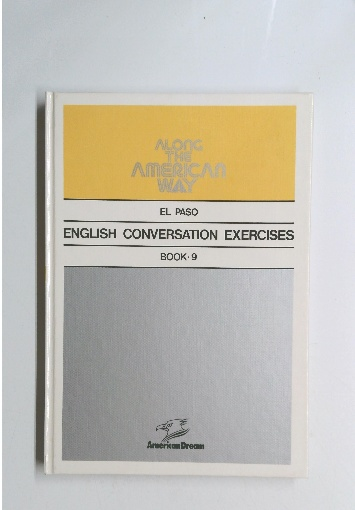 ALONG
THE
AMERICAN
WAY
EL PASO
ENGLISH CONVERSATION EXERCISES
BOOK·9
American Dream